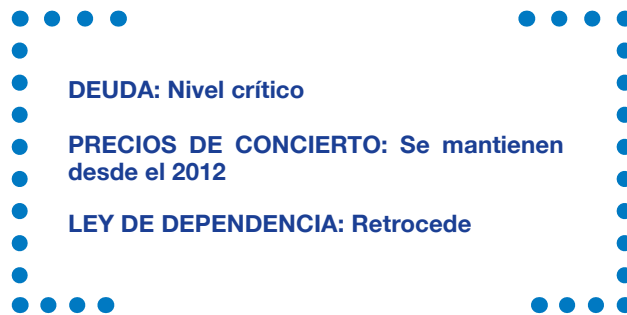 DEUDA: Nivel crítico
PRECIOS DE CONCIERTO: Se mantienen
desde el 2012
LEY DE DEPENDENCIA: Retrocede